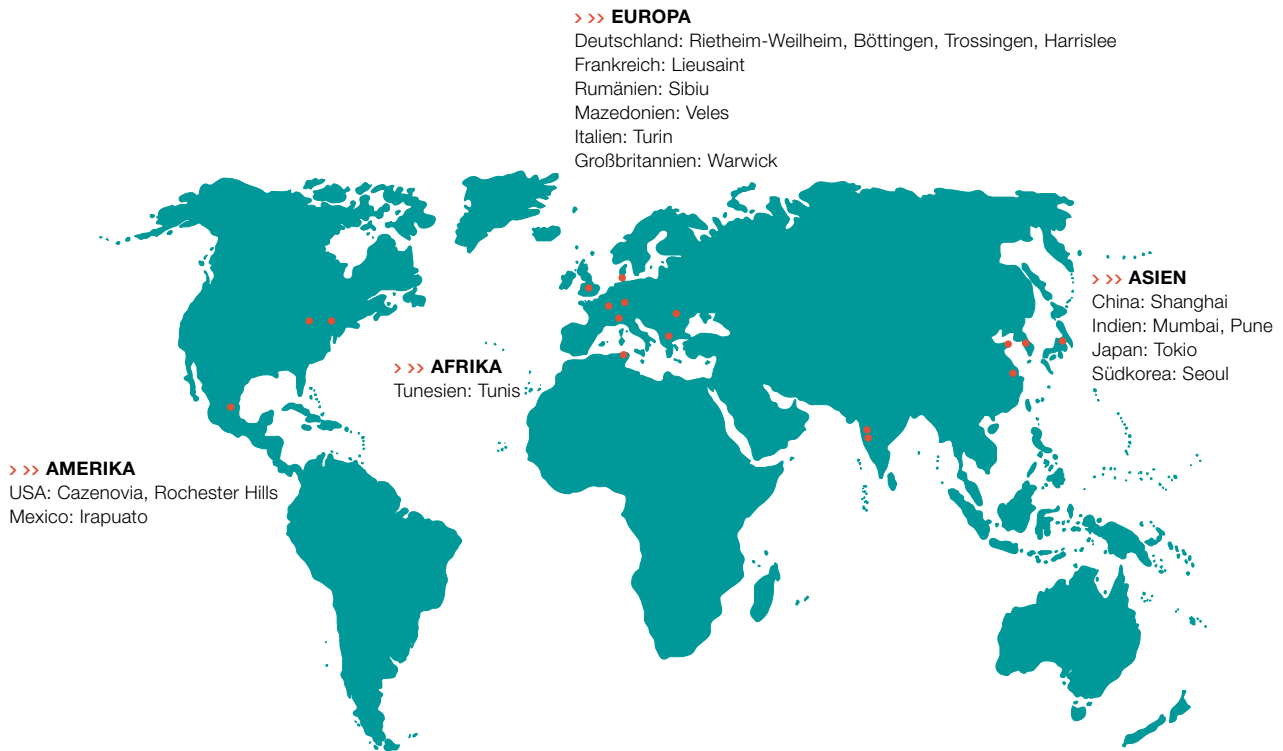 › ›› EUROPA
Deutschland: Rietheim-Weilheim, Böttingen, Trossingen, Harrislee
Frankreich: Lieusaint
Rumänien: Sibiu
Mazedonien: Veles
Italien: Turin
Großbritannien: Warwick
› ›› ASIEN
China: Shanghai
Indien: Mumbai, Pune
Japan: Tokio
Südkorea: Seoul
› ›› AFRIKA
Tunesien: Tunis
› ›› AMERIKA
USA: Cazenovia, Rochester Hills
Mexico: Irapuato